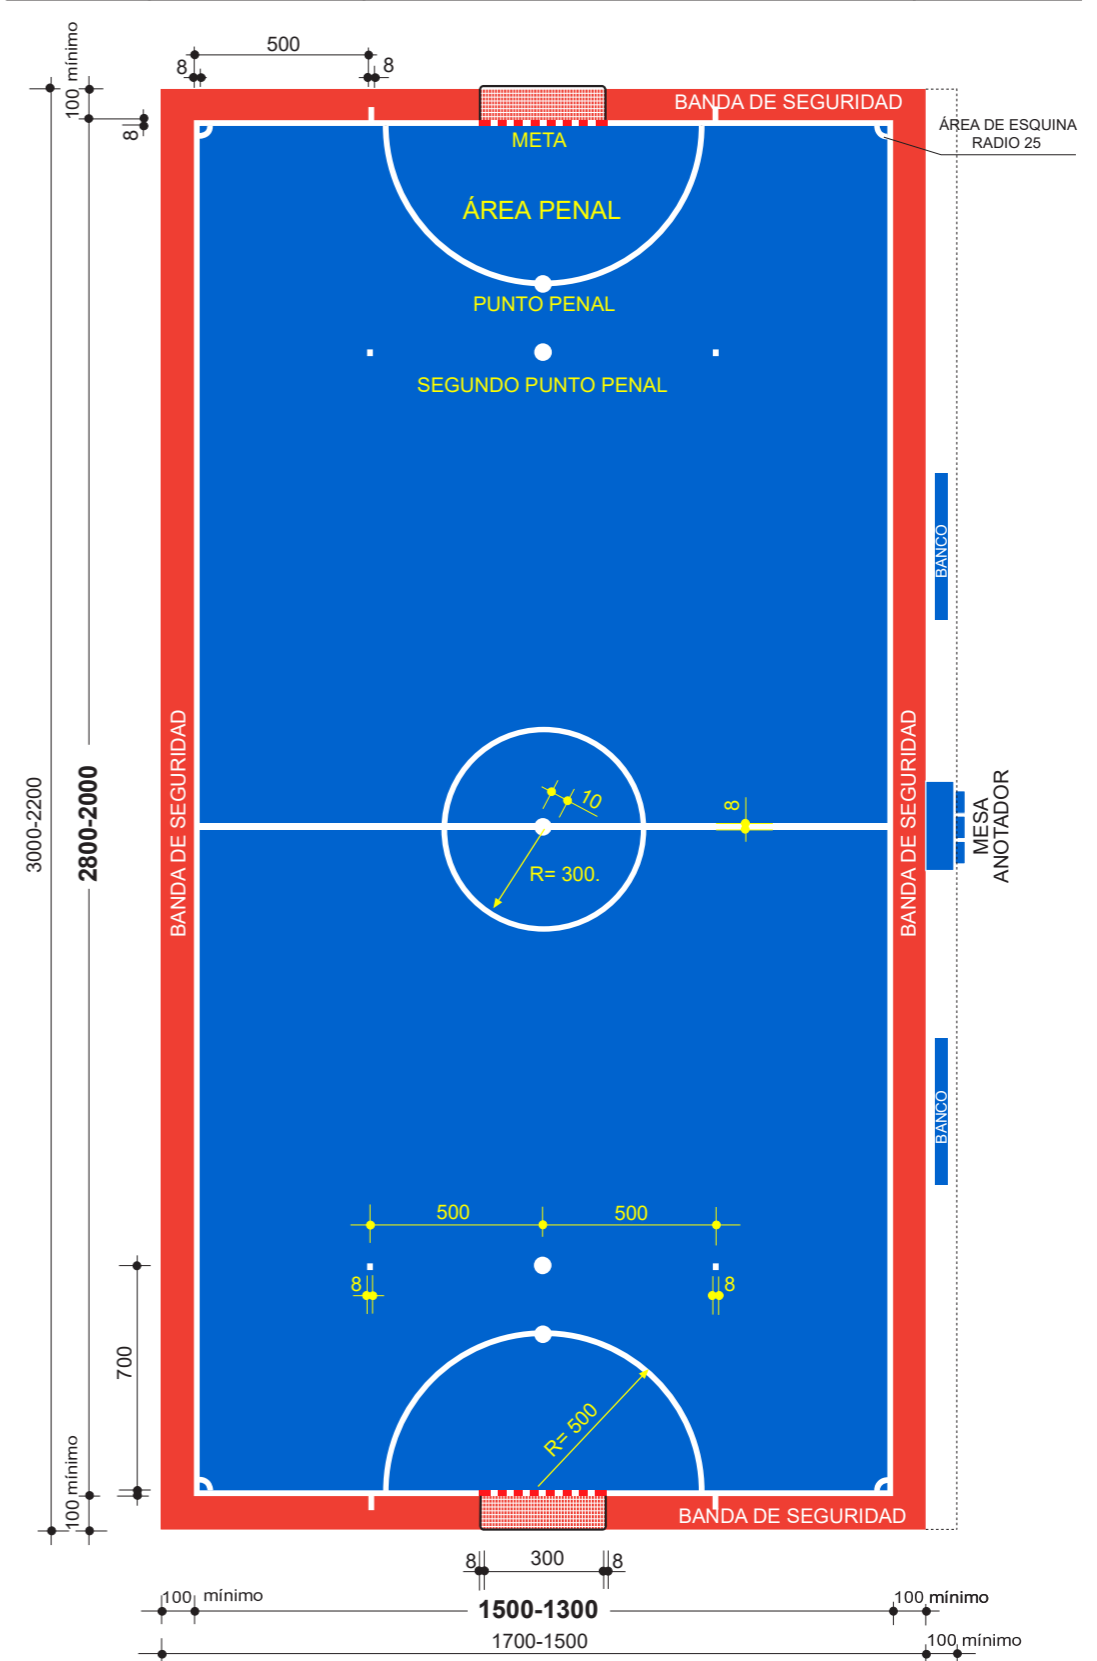 500
8
8
100 mínimo
8
BANDA DE SEGURIDAD
META
ÁREA DE ESQUINA
RADIO 25
ÁREA PENAL
PUNTO PENAL
SEGUNDO PUNTO PENAL
BANCO
3000-2200
2800-2000
BANDA DE SEGURIDAD
10
8
R= 300.
BANDA DE SEGURIDAD
MESA
ANOTADOR
BANCO
500
500
8
8
700
R= 500
100 mínimo
BANDA DE SEGURIDAD
8
300
8
100 mínimo
1500-1300
100 mínimo
1700-1500
100 mínimo